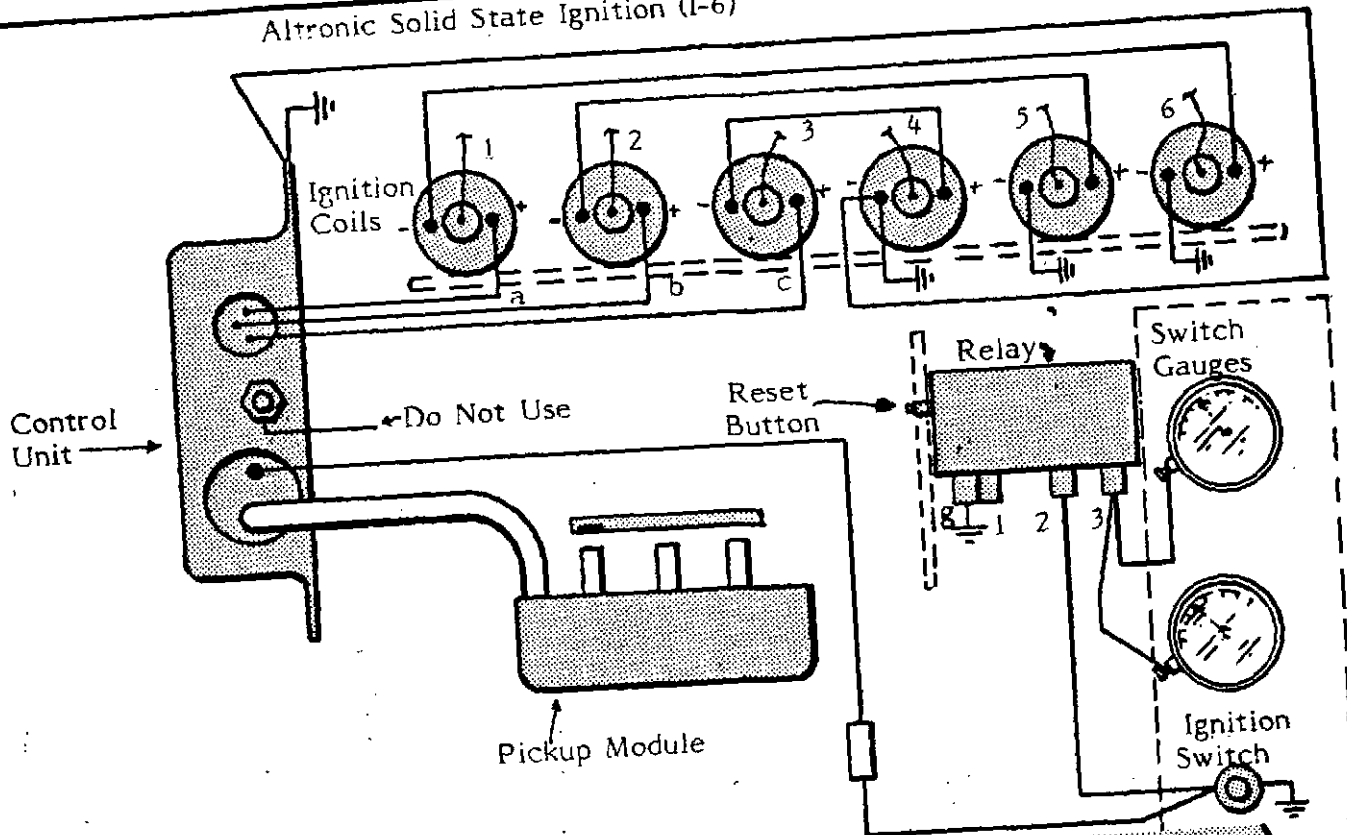 Altronic Solid State Ignition (I-6)
1
2
3
4
5
6
Ignition
Coils
- +
- +
- +
- +
- +
- +
a
b
c
Switch
Gauges
Relay
Reset
Button
Do Not Use
Control
Unit
1
2
3
Pickup Module
Ignition
Switch